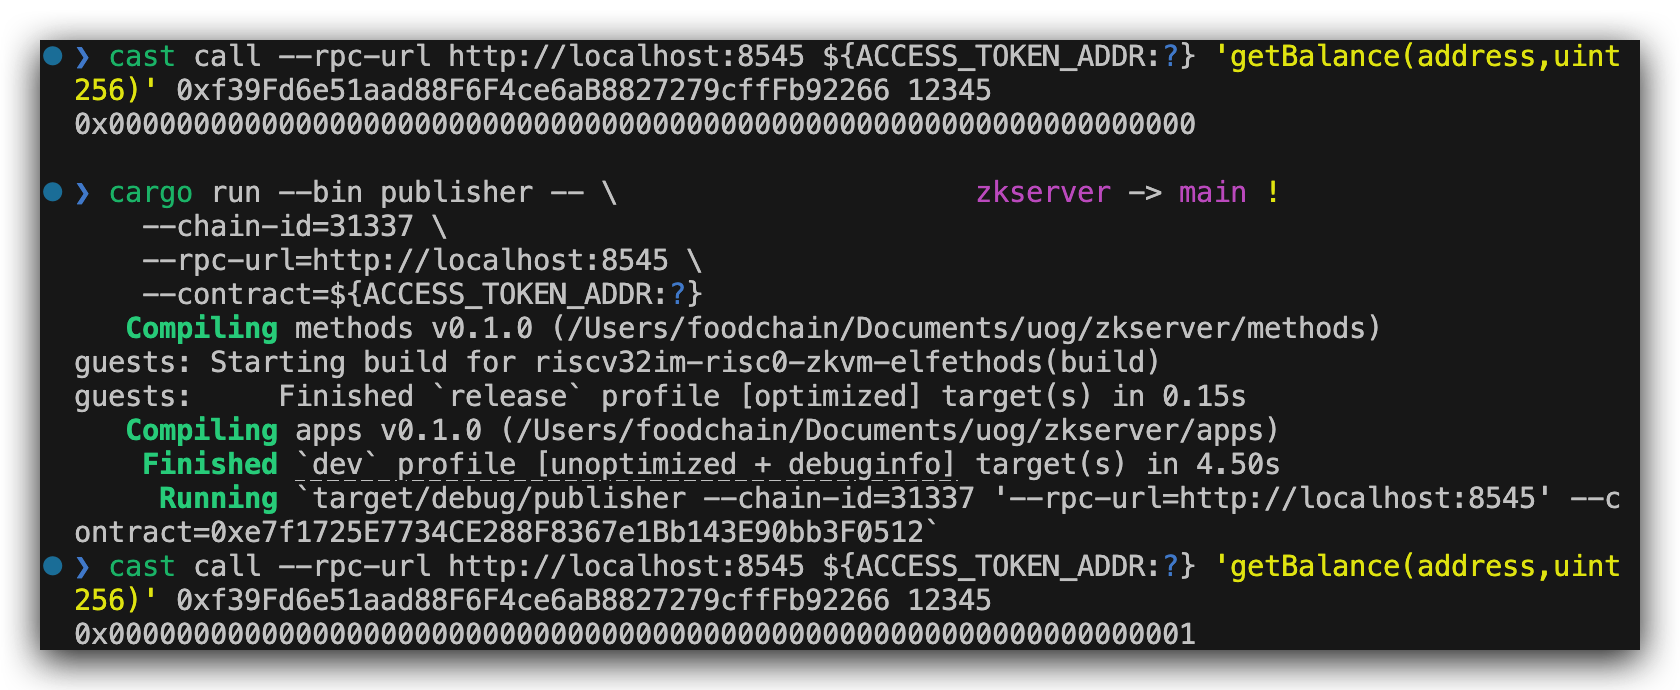 ❯ cast call --rpc-url http://localhost:8545 ${ACCESS_TOKEN_ADDR:?} 'getBalance(address,uint
256)' 0xf39Fd6e51aad88F6F4ce6aB8827279cffFb92266 12345
0x0000000000000000000000000000000000000000000000000000000000000000
❯ cargo run --bin publisher -- \ zkserver -> main !
--chain-id=31337 \
--rpc-url=http://localhost:8545 \
--contract=${ACCESS_TOKEN_ADDR:?}
Compiling methods v0.1.0 (/Users/foodchain/Documents/uog/zkserver/methods)
guests: Starting build for riscv32im-risc0-zkvm-elfethods(build)
guests: Finished `release` profile [optimized] target(s) in 0.15s
Compiling apps v0.1.0 (/Users/foodchain/Documents/uog/zkserver/apps)
Finished `dev` profile [unoptimized + debuginfo] target(s) in 4.50s
Running `target/debug/publisher --chain-id=31337 '--rpc-url=http://localhost:8545' --c
ontract=0xe7f1725E7734CE288F8367e1Bb143E90bb3F0512`
❯ cast call --rpc-url http://localhost:8545 ${ACCESS_TOKEN_ADDR:?} 'getBalance(address,uint
256)' 0xf39Fd6e51aad88F6F4ce6aB8827279cffFb92266 12345
0x0000000000000000000000000000000000000000000000000000000000000001